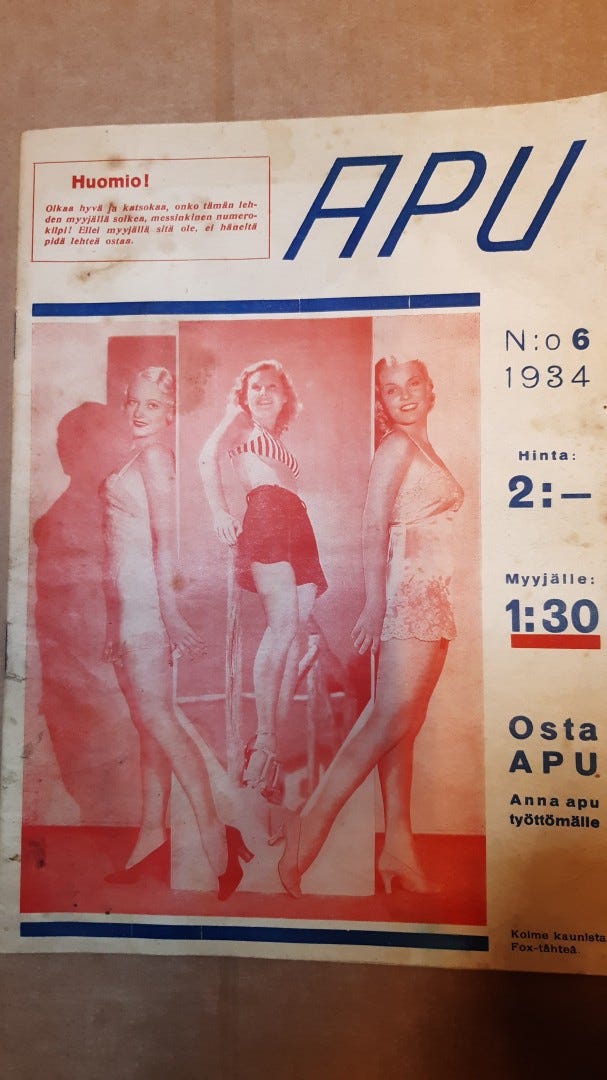 Huomio!
Olkaa hyvä ja katsokaa, onko tämän leh-
den myyjällä soikea, messinkinen numero-
kilpi! Ellei myyjällä sitä ole, ei häneltä
pidä lehteä ostaa.
APU
N:o 6
1934
Hinta:
2:—
Myyjälle:
1:30
Osta
APU
Anna apu
työttömälle
Kolme kaunista
Fox-tähteä.